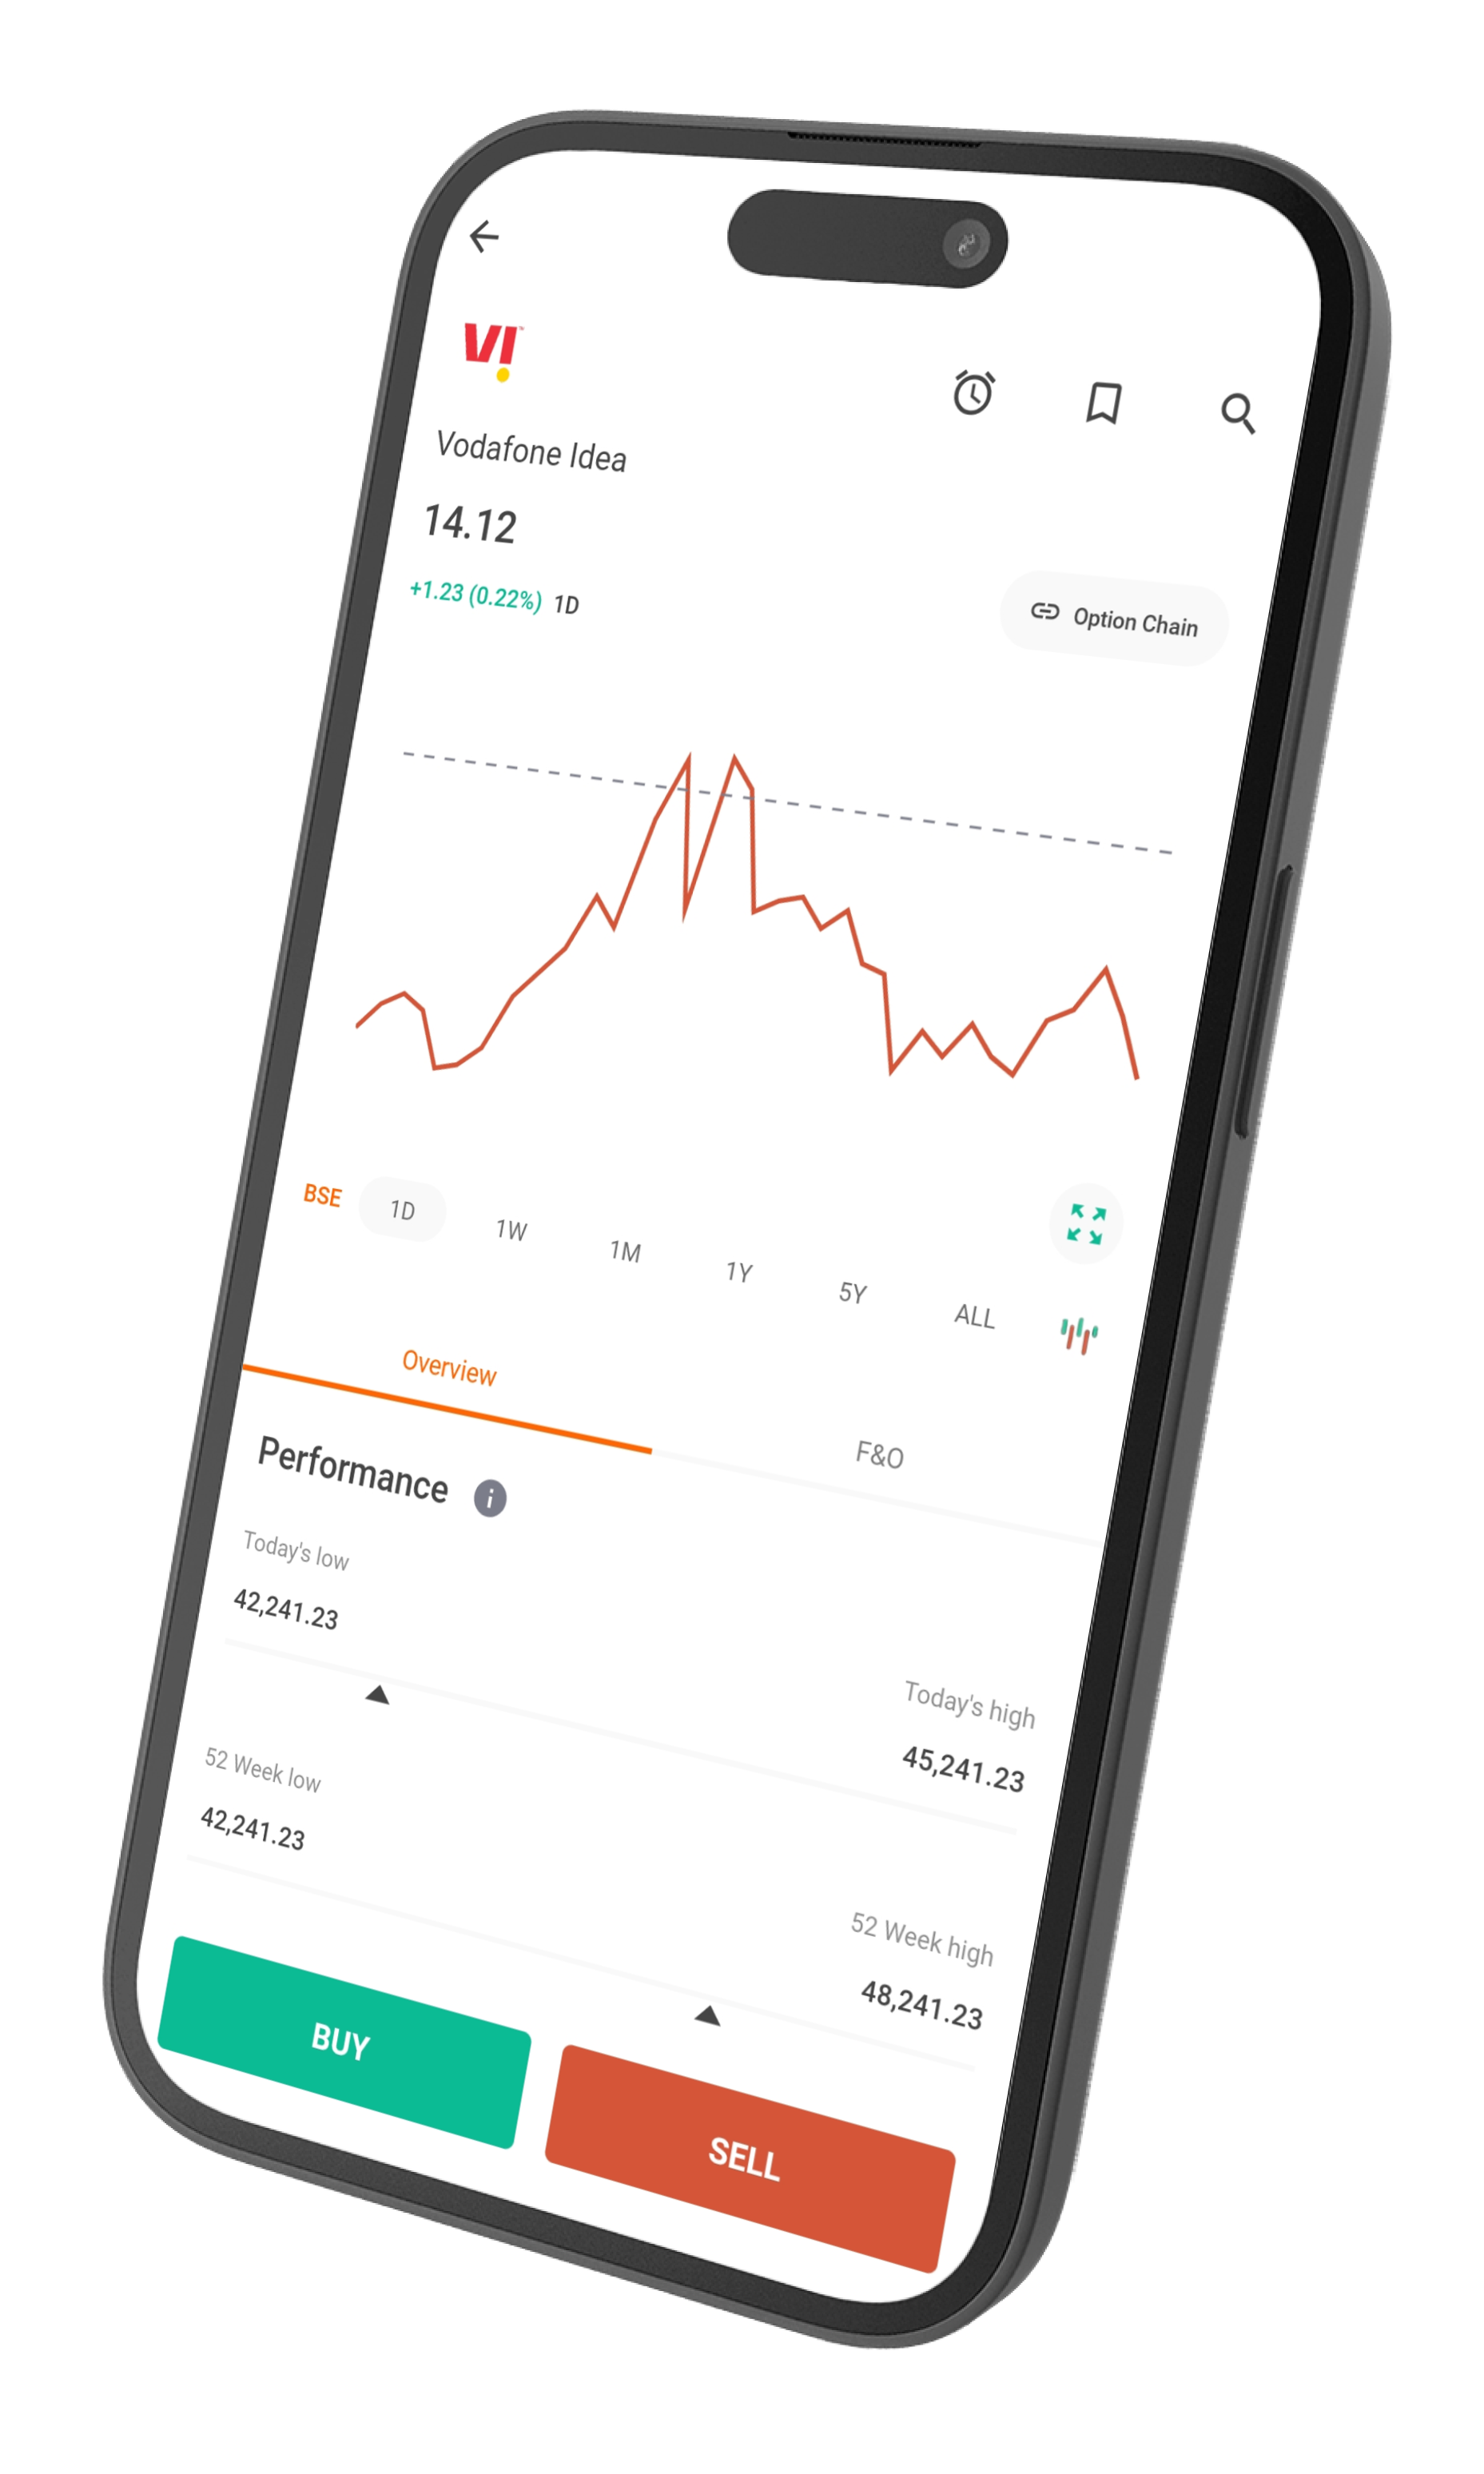 VI™
Vodafone Idea
14.12
+1.23 (0.22%) 1D
Option Chain
BSE 1D 1W 1M 1Y 5Y ALL
Overview F&O
Performance i
Today's low
42,241.23
Today's high
45,241.23
52 Week low
42,241.23
52 Week high
48,241.23
BUY SELL